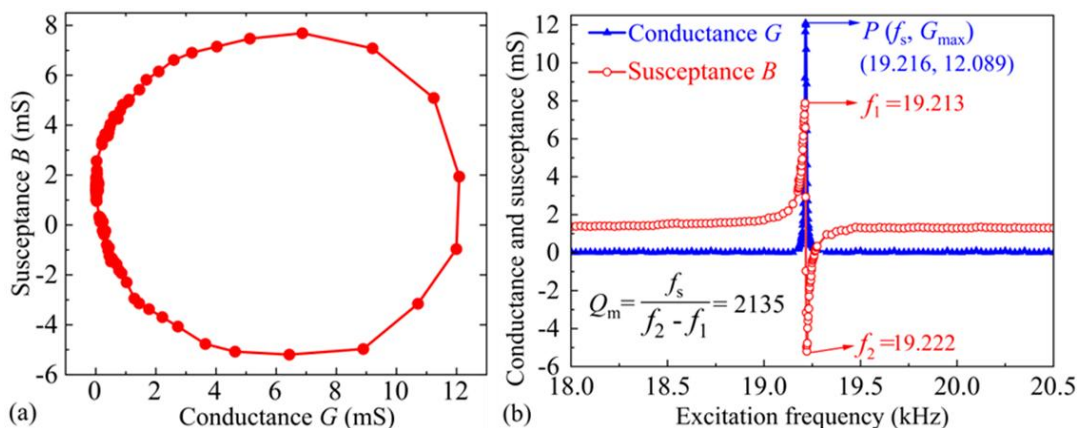 8
6
4
2
0
-2
-4
-6
0 2 4 6 8 10 12
Susceptance B (mS)
Conductance G (mS)
(a)
12
10
8
6
4
2
0
-2
-4
-6
18.0 18.5 19.0 19.5 20.0 20.5
Conductance and susceptance (mS)
Excitation frequency (kHz)
(b)
Conductance G
Susceptance B
P (fs, Gmax)
(19.216, 12.089)
f1 =19.213
f2 =19.222
Qm= fs / f2 - f1 = 2135